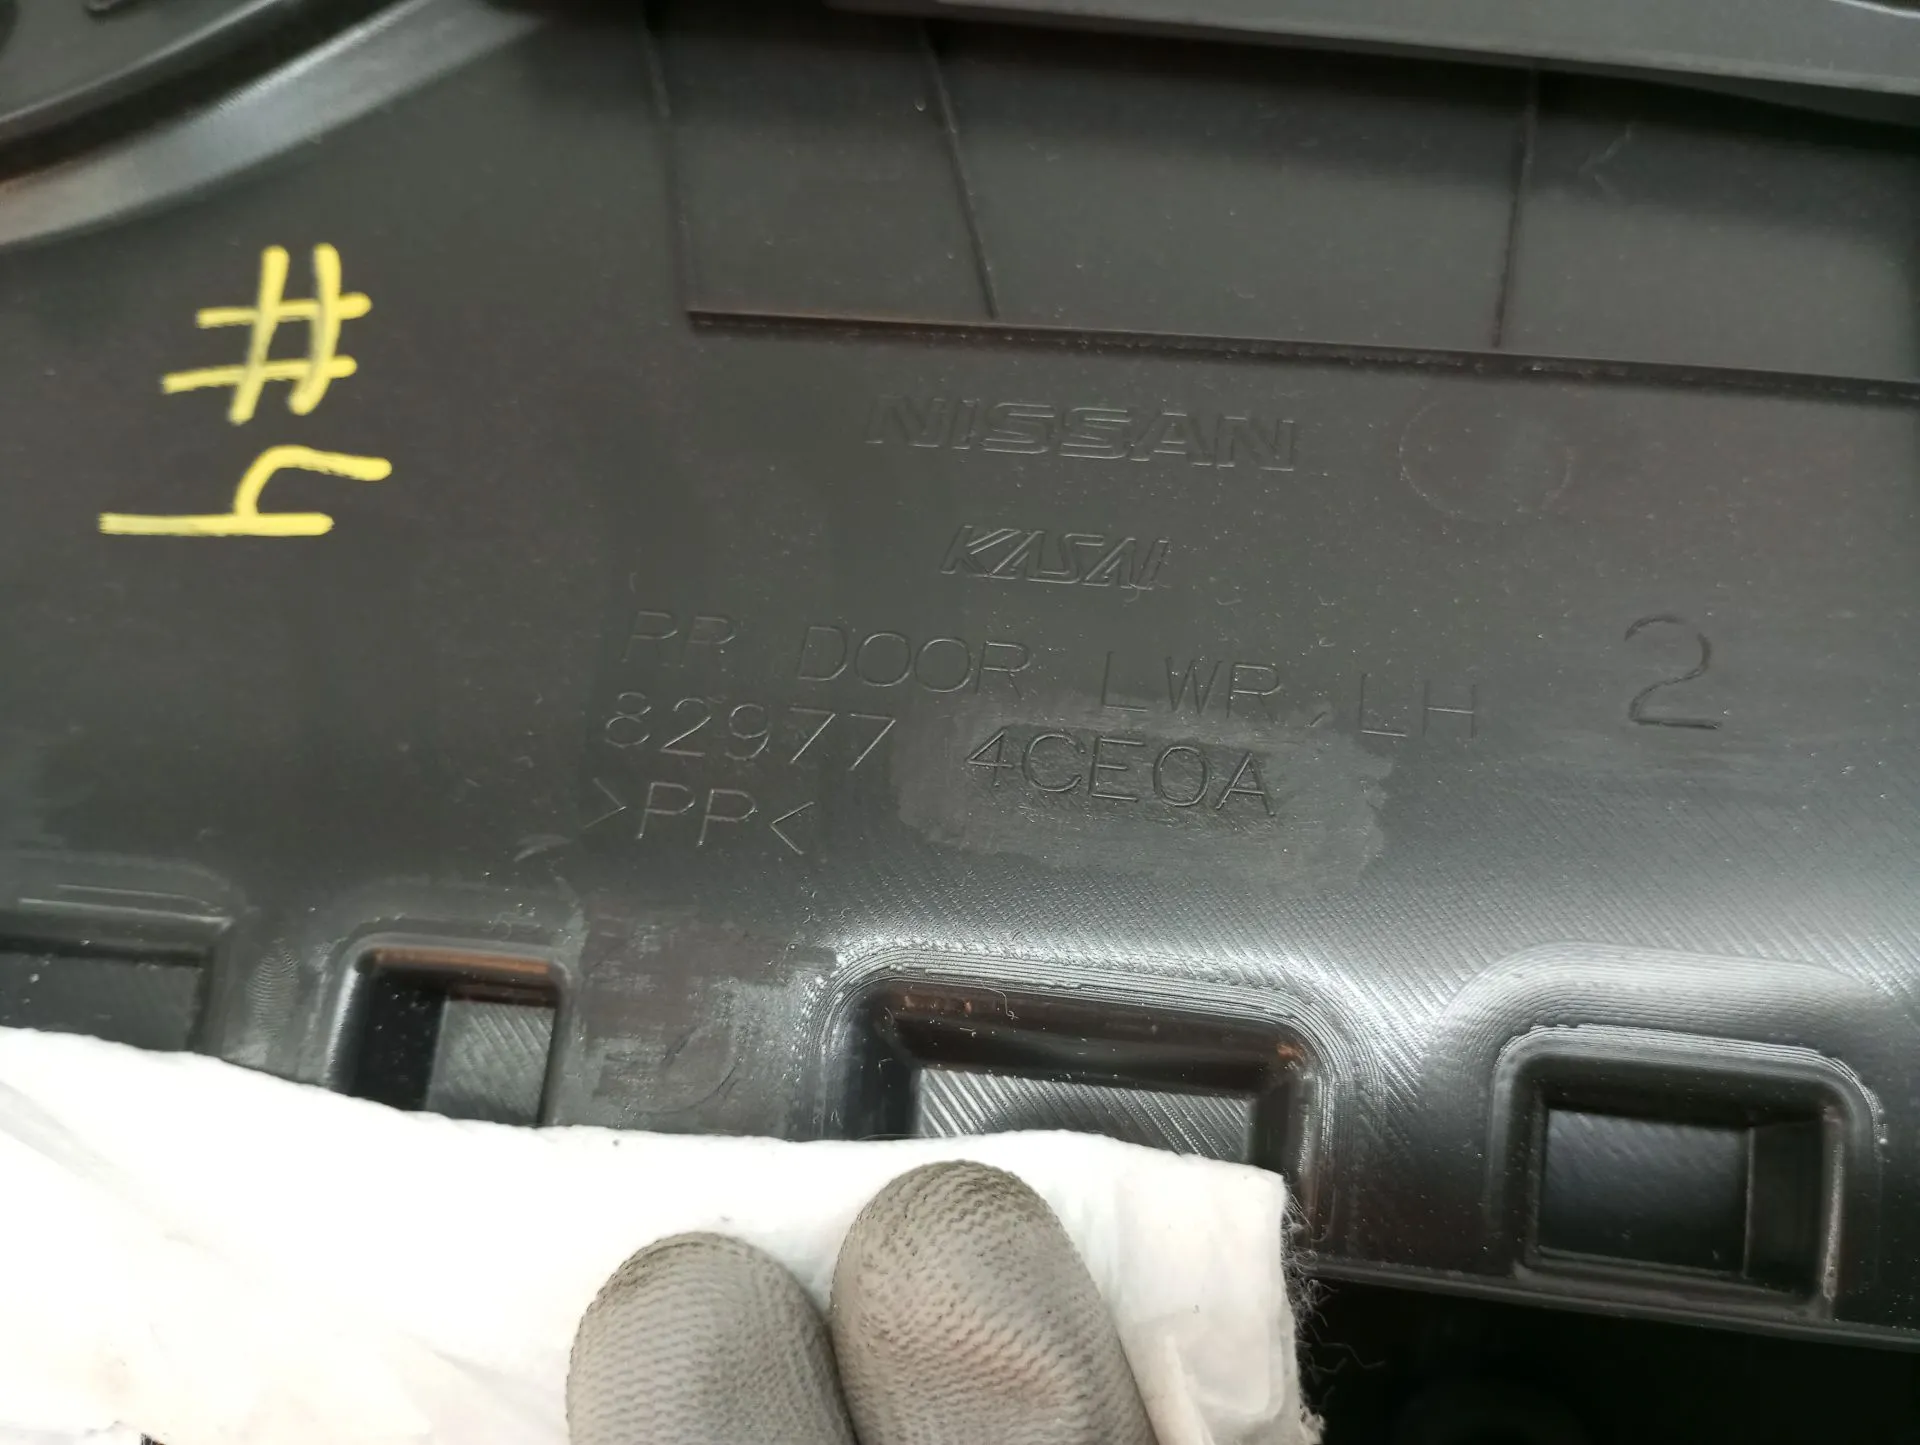 #4
NISSAN
KASAI
RR DOOR LWR, LH 2
82977 4CE0A
>PP<